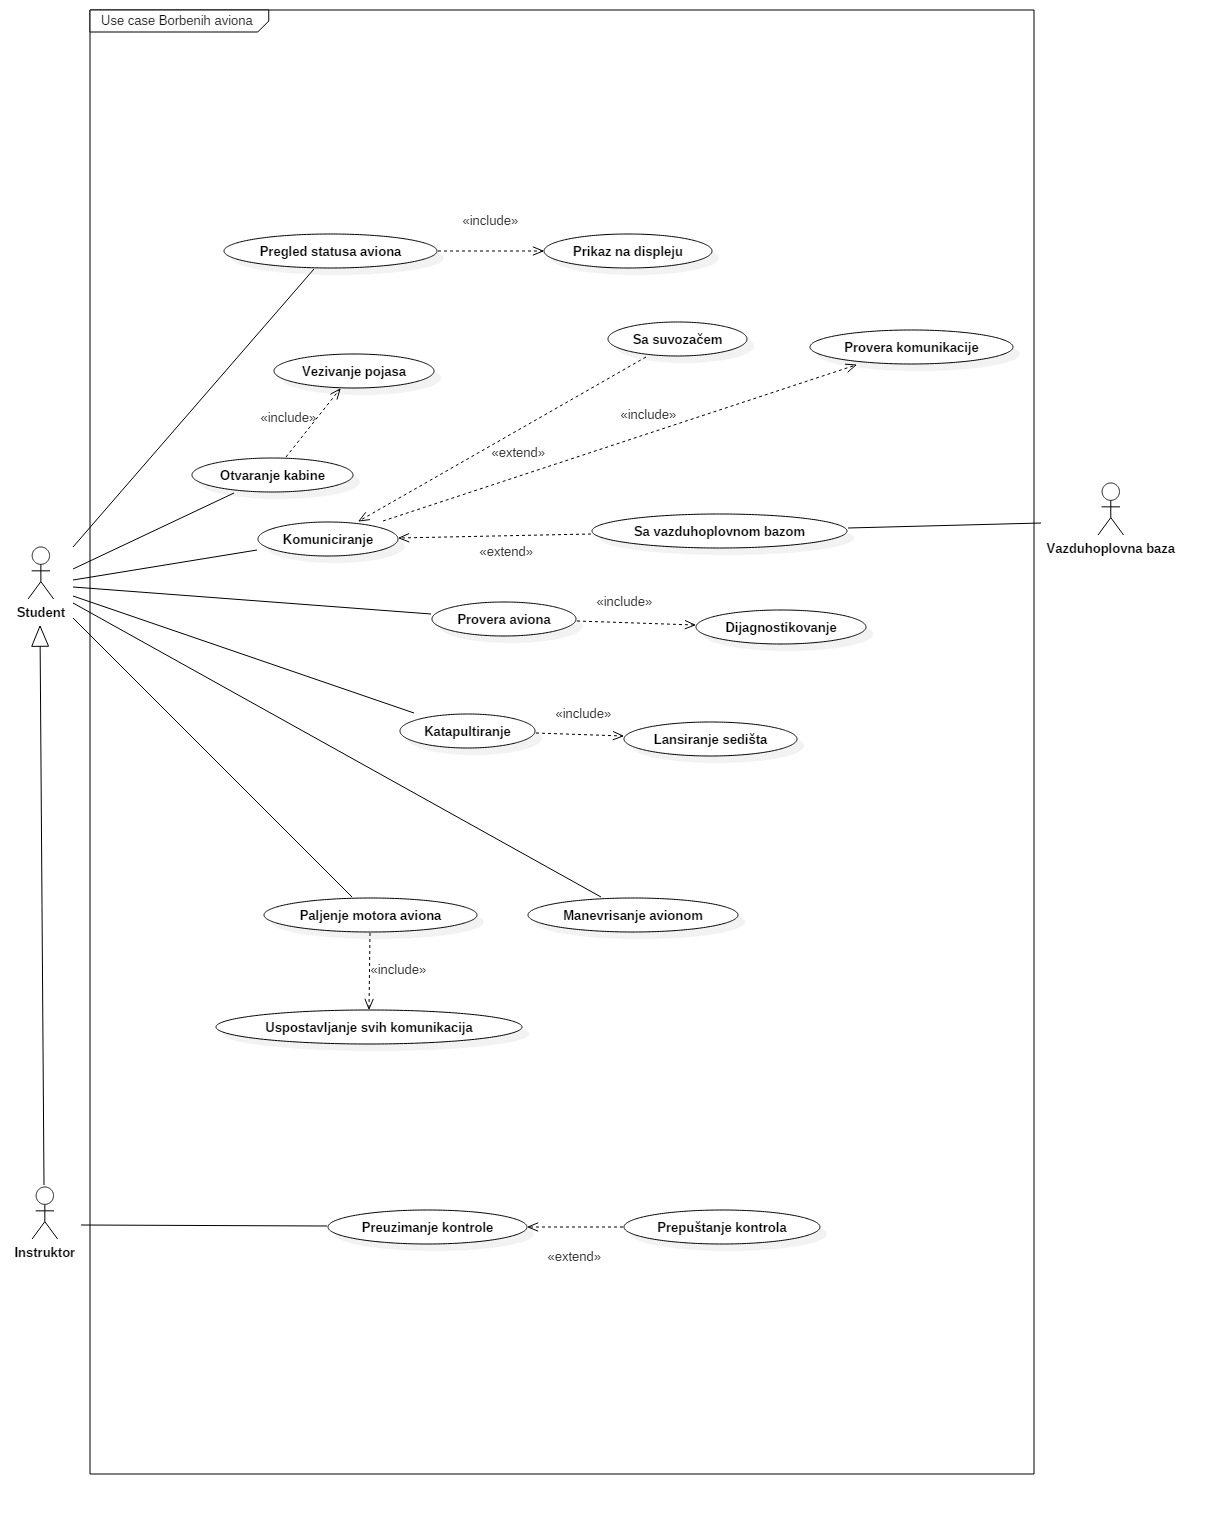 Use case Borbenih aviona
«include»
Pregled statusa aviona
Prikaz na displeju
Sa suvozačem
Provera komunikacije
Vezivanje pojasa
«include»
«include»
«extend»
Otvaranje kabine
Komuniciranje
Sa vazduhoplovnom bazom
«extend»
Vazduhoplovna baza
Student
Provera aviona
«include»
Dijagnostikovanje
«include»
Katapultiranje
Lansiranje sedišta
Paljenje motora aviona
Manevrisanje avionom
«include»
Uspostavljanje svih komunikacija
Instruktor
Preuzimanje kontrole
Prepuštanje kontrola
«extend»